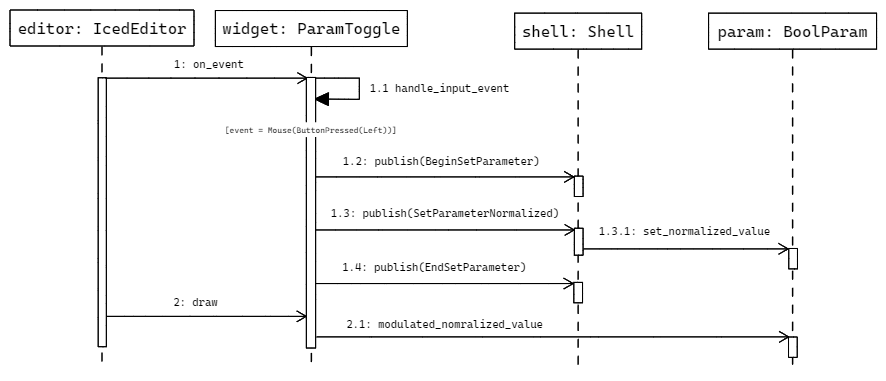 editor: IcedEditor
widget: ParamToggle
shell: Shell
param: BoolParam
1: on_event
1.1 handle_input_event
[event = Mouse(ButtonPressed(Left))]
1.2: publish(BeginSetParameter)
1.3: publish(SetParameterNormalized)
1.3.1: set_normalized_value
1.4: publish(EndSetParameter)
2: draw
2.1: modulated_nomralized_value